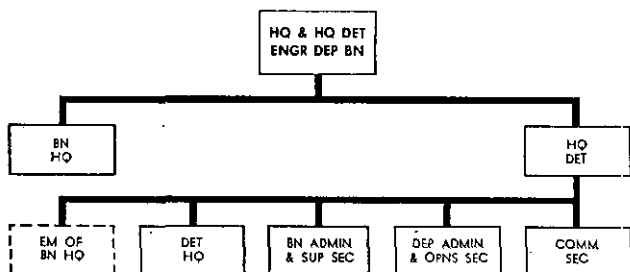 HQ & HQ DET
ENGR DEP BN
BN
HQ
HQ
DET
EM OF
BN HQ
DET
HQ
BN ADMIN
& SUP SEC
DEP ADMIN
& OPNS SEC
COMM
SEC